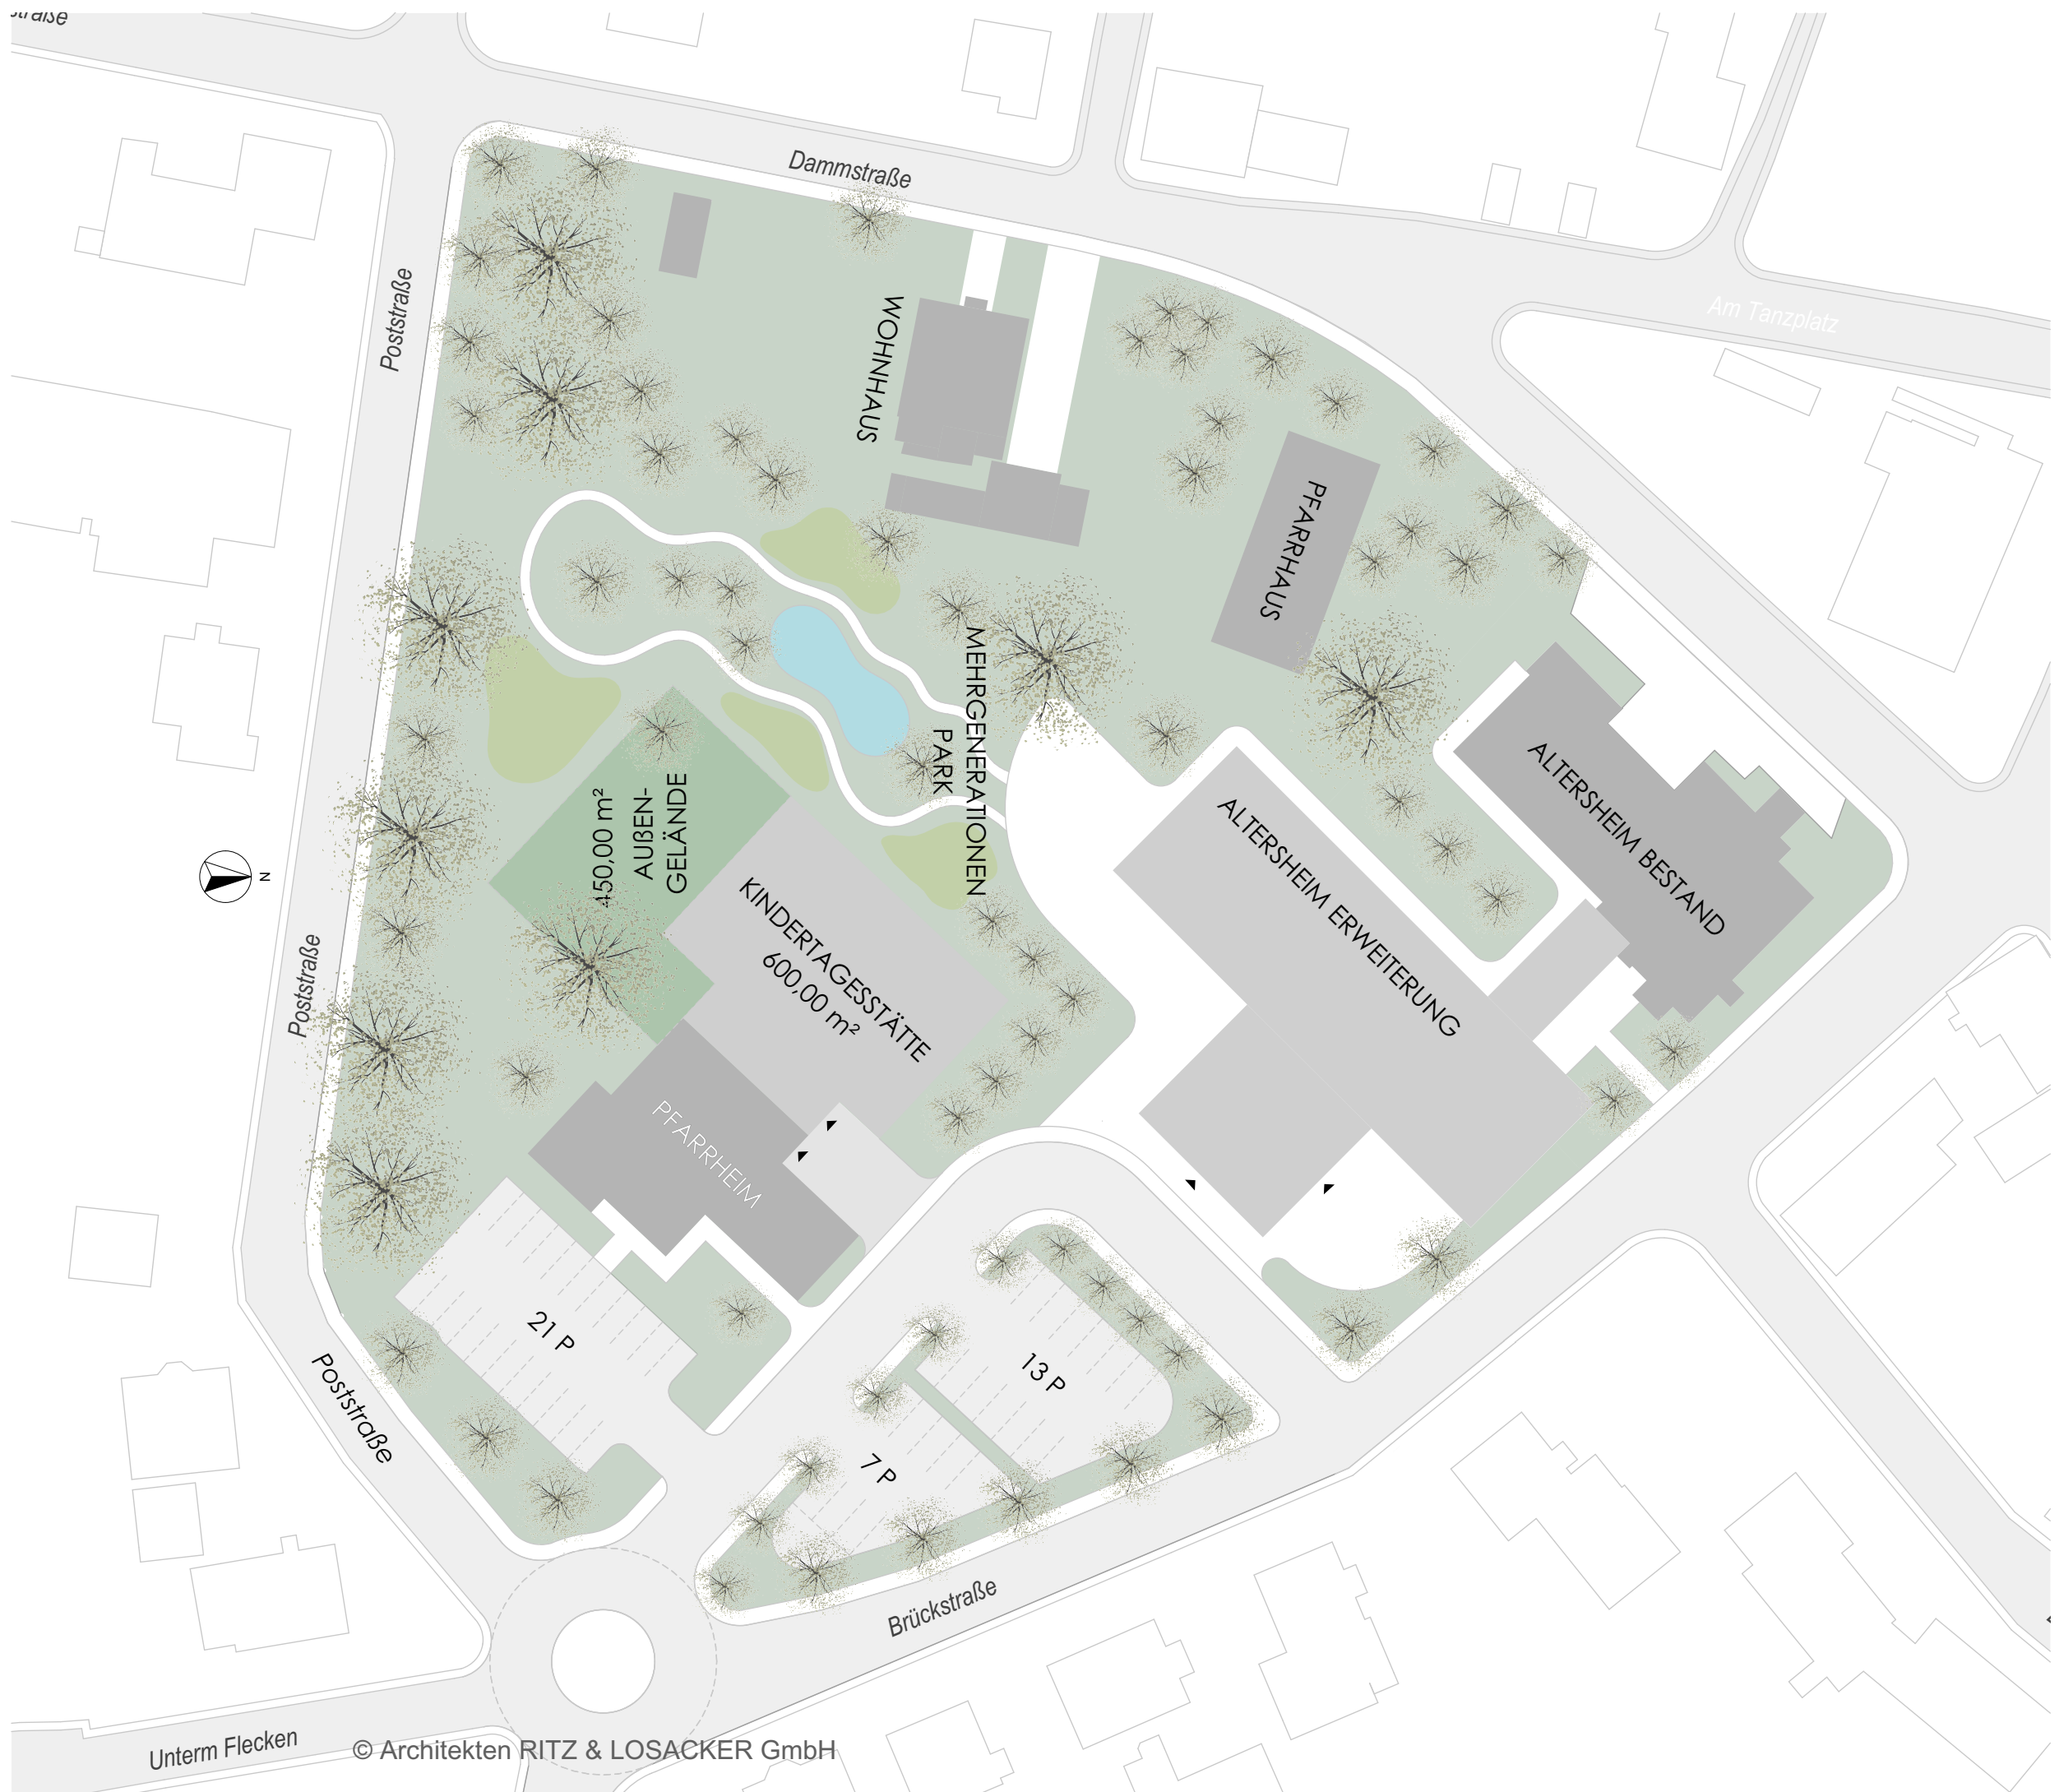 Dammstraße
Am Tanzplatz
Poststraße
WOHNHAUS
PFARRHAUS
MEHRGENERATIONEN
PARK
ALTERSHEIM BESTAND
ALTERSHEIM ERWEITERUNG
450,00 m²
AUßEN-
GELÄNDE
KINDERTAGESSTÄTTE
600,00 m²
N
Poststraße
PFARRHEIM
21 P
13 P
7 P
Poststraße
Brückstraße
Unterm Flecken
© Architekten RITZ & LOSACKER GmbH